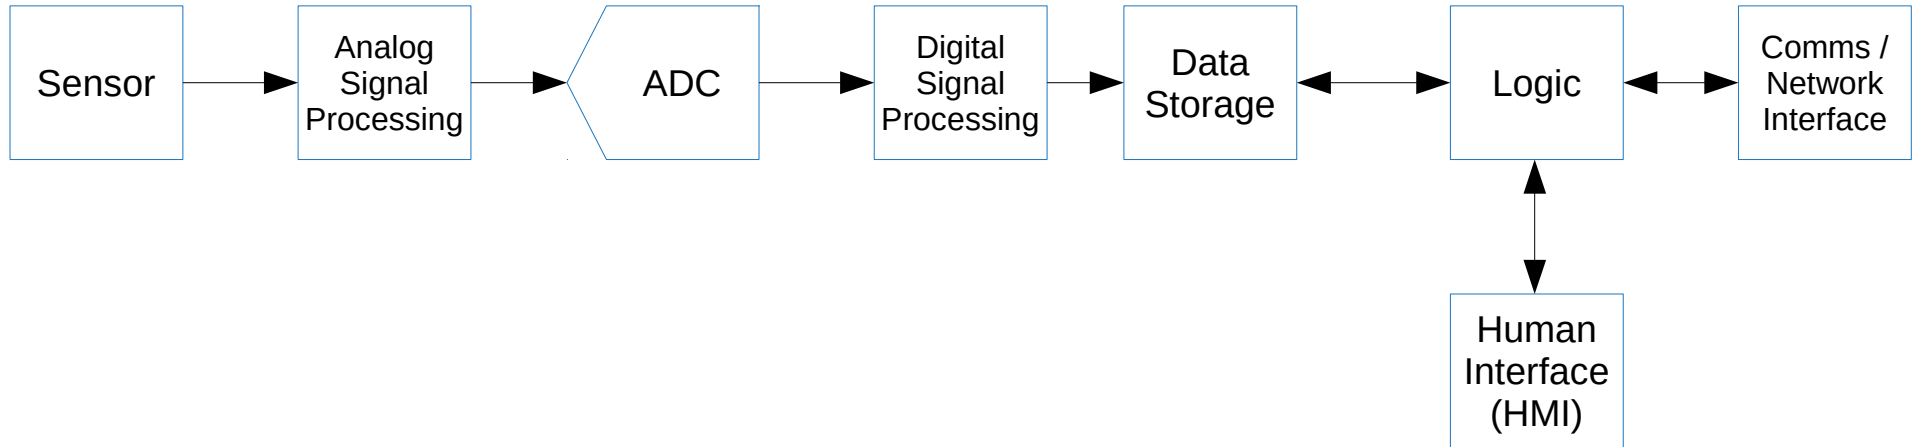 Sensor
Analog
Signal
Processing
ADC
Digital
Signal
Processing
Data
Storage
Logic
Comms /
Network
Interface
Human
Interface
(HMI)